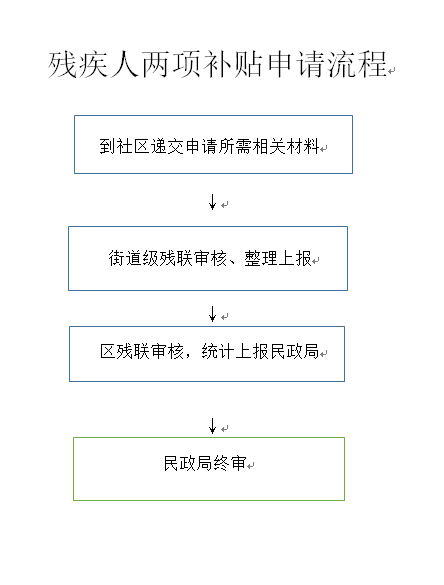 残疾人两项补贴申请流程
到社区递交申请所需相关材料
↓
街道级残联审核、整理上报
↓
区残联审核，统计上报民政局
↓
民政局终审